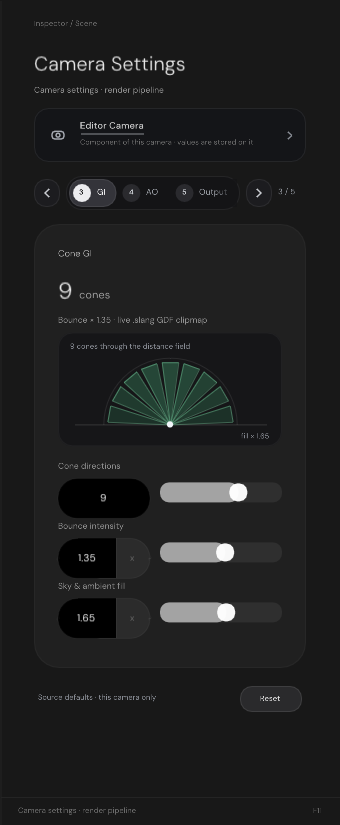 Inspector / Scene
Camera Settings
Camera settings · render pipeline
Editor Camera
Component of this camera · values are stored on it
3 GI 4 AO 5 Output 3 / 5
Cone GI
9 cones
Bounce × 1.35 · live .slang GDF clipmap
9 cones through the distance field
fill × 1.65
Cone directions
9
Bounce intensity
1.35 x
Sky & ambient fill
1.65 x
Source defaults · this camera only
Reset
Camera settings · render pipeline